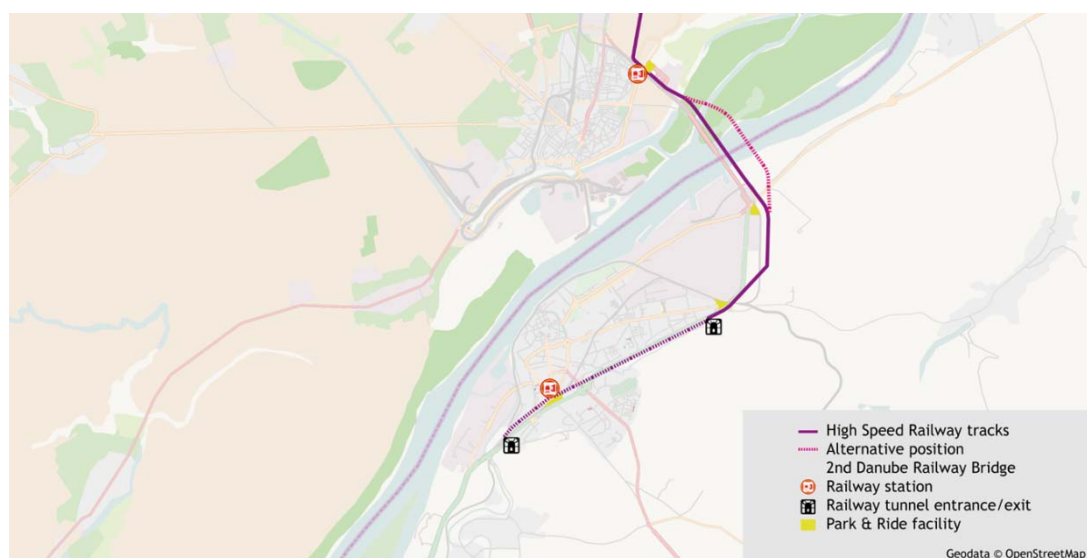 High Speed Railway tracks
Alternative position
2nd Danube Railway Bridge
Railway station
Railway tunnel entrance/exit
Park & Ride facility
Geodata © OpenStreetMap